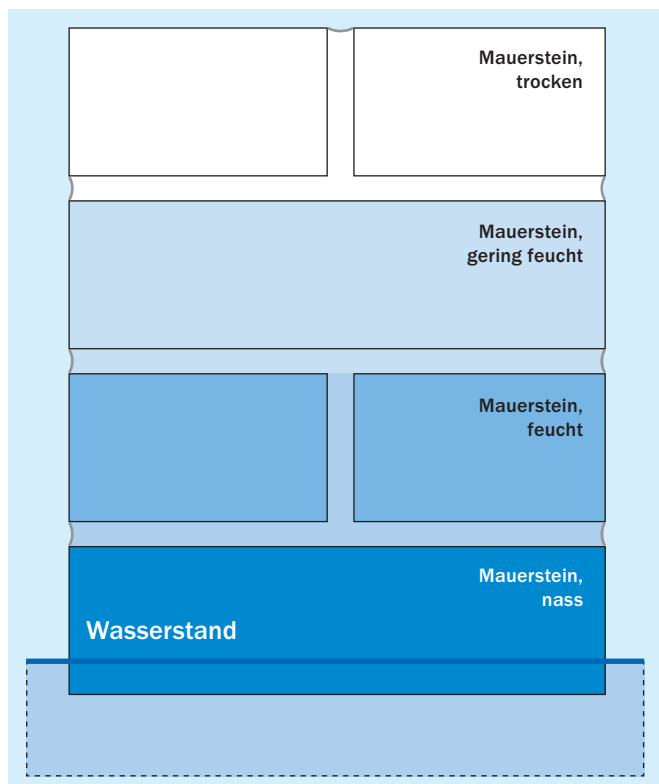 Mauerstein,
trocken
Mauerstein,
gering feucht
Mauerstein,
feucht
Mauerstein,
nass
Wasserstand